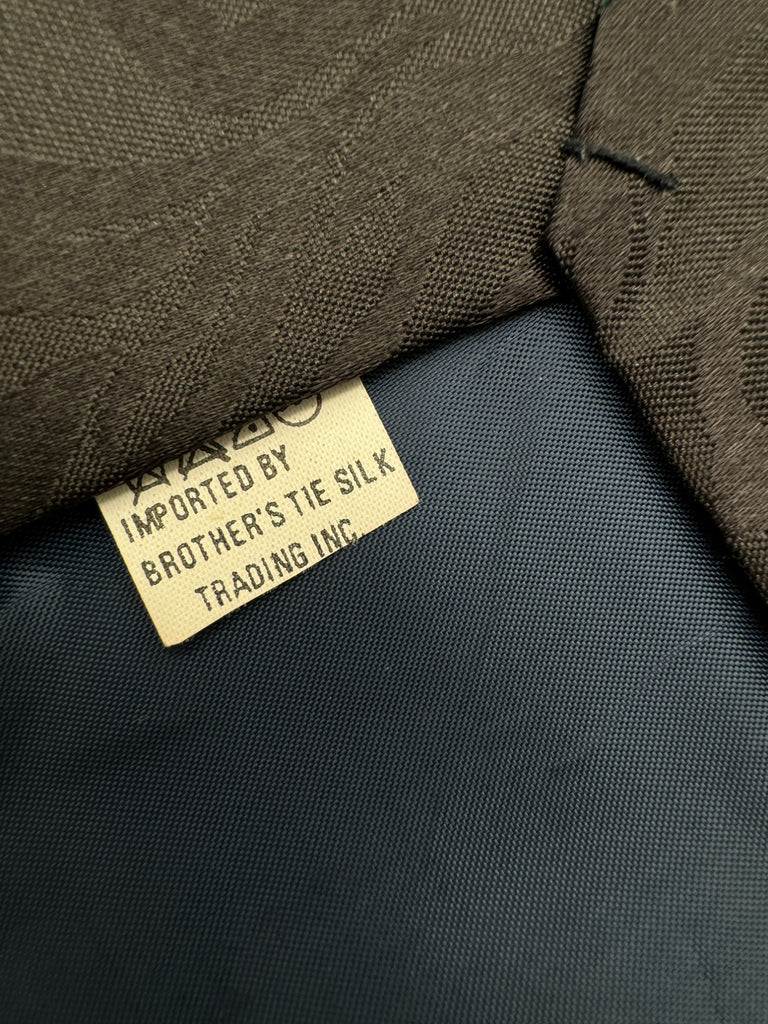 IMPORTED BY
BROTHER'S TIE SILK
TRADING INC.